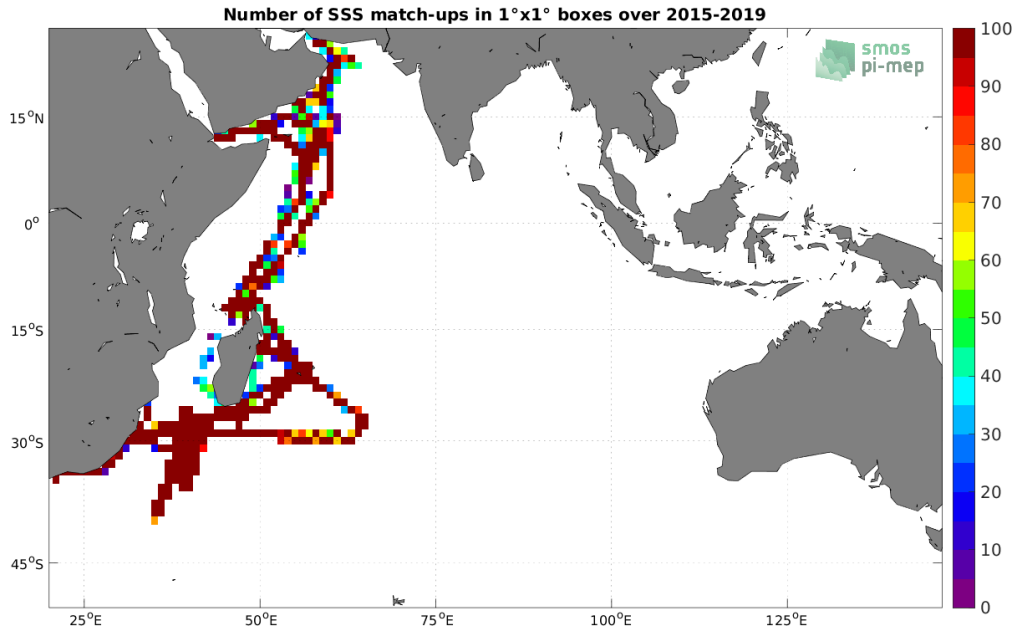 Number of SSS match-ups in 1°x1° boxes over 2015-2019
smos
pi-mep
15°N
0°
15°S
30°S
45°S
25°E
50°E
75°E
100°E
125°E
100
90
80
70
60
50
40
30
20
10
0